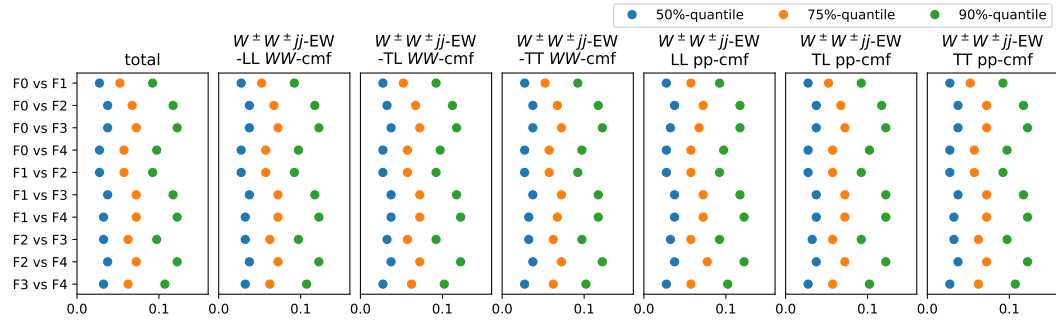 50%-quantile 75%-quantile 90%-quantile
total
W ± W ± jj-EW
-LL WW-cmf
W ± W ± jj-EW
-TL WW-cmf
W ± W ± jj-EW
-TT WW-cmf
W ± W ± jj-EW
LL pp-cmf
W ± W ± jj-EW
TL pp-cmf
W ± W ± jj-EW
TT pp-cmf
F0 vs F1
F0 vs F2
F0 vs F3
F0 vs F4
F1 vs F2
F1 vs F3
F1 vs F4
F2 vs F3
F2 vs F4
F3 vs F4
0.0 0.1 0.0 0.1 0.0 0.1 0.0 0.1 0.0 0.1 0.0 0.1 0.0 0.1